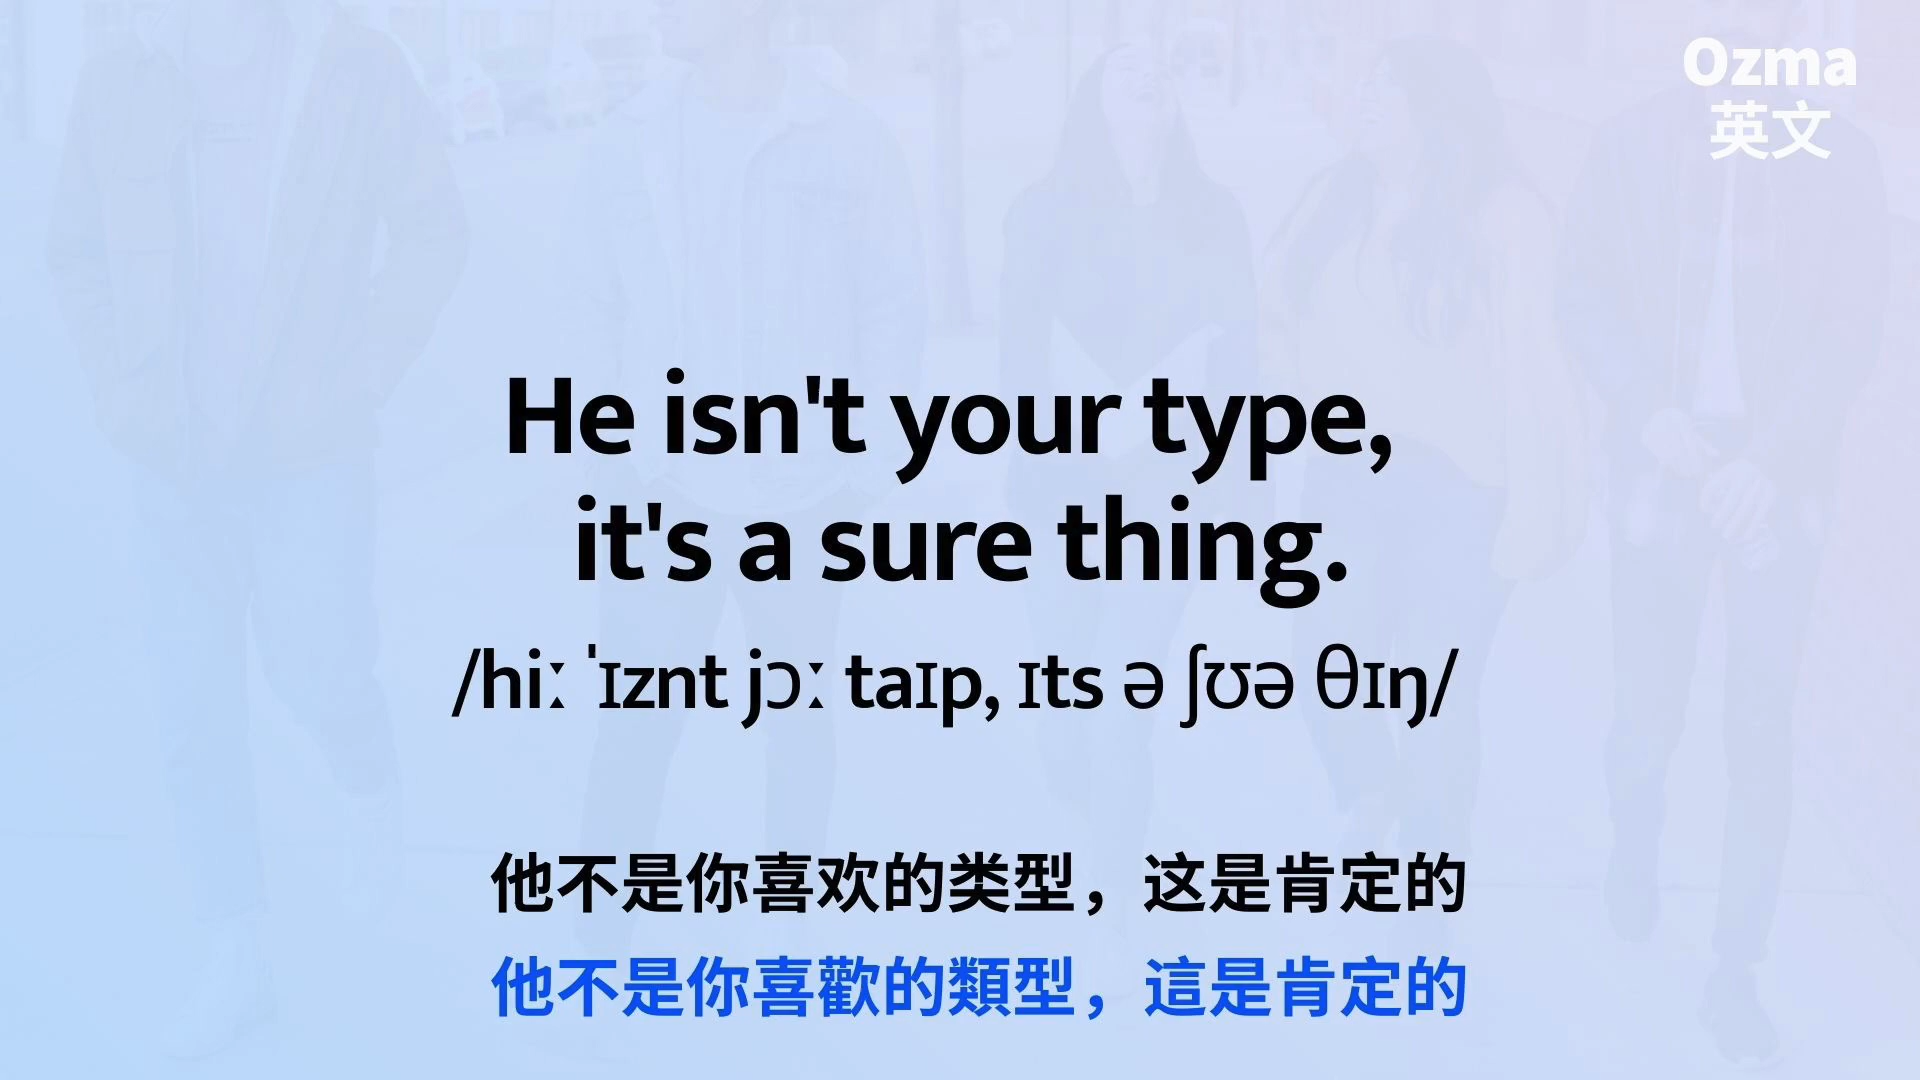 Ozma
英文
He isn't your type,
it's a sure thing.
/hiː ˈɪznt jɔː taɪp, ɪts ə ʃʊə θɪŋ/
他不是你喜欢的类型，这是肯定的
他不是你喜歡的類型，這是肯定的